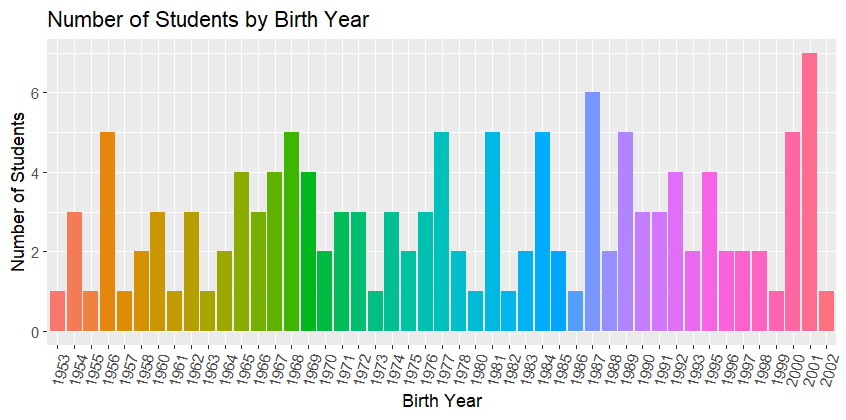 Number of Students by Birth Year
Number of Students
6
4
2
0
1953 1954 1955 1956 1957 1958 1960 1961 1962 1963 1964 1965 1966 1967 1968 1969 1970 1971 1972 1973 1974 1975 1976 1977 1978 1980 1981 1982 1983 1984 1985 1986 1987 1988 1989 1990 1991 1992 1993 1995 1996 1997 1998 1999 2000 2001 2002
Birth Year